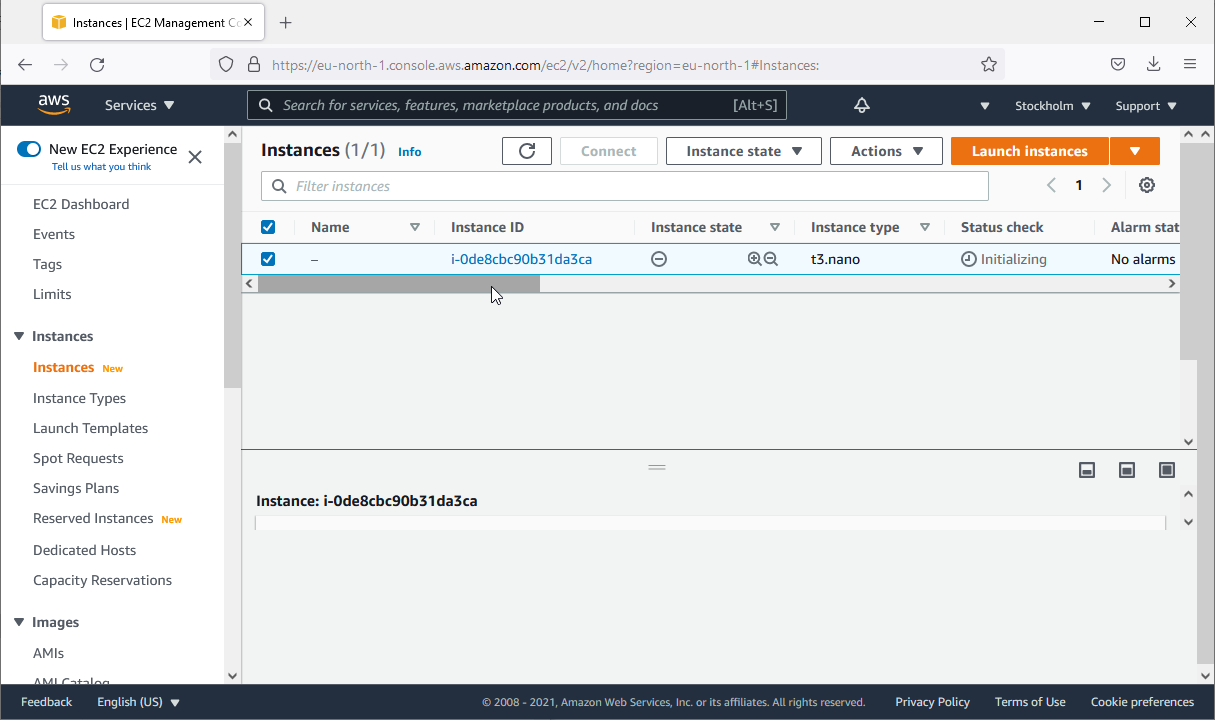 Instances | EC2 Management Co
https://eu-north-1.console.aws.amazon.com/ec2/v2/home?region=eu-north-1#Instances:
aws
Services
Search for services, features, marketplace products, and docs
[Alt+S]
Stockholm
Support
New EC2 Experience
Tell us what you think
EC2 Dashboard
Events
Tags
Limits
Instances
Instances New
Instance Types
Launch Templates
Spot Requests
Savings Plans
Reserved Instances New
Dedicated Hosts
Capacity Reservations
Images
AMIs
AMI Catalog
Instances (1/1) Info
Connect
Instance state
Actions
Launch instances
Filter instances
1
Name
Instance ID
Instance state
Instance type
Status check
Alarm stat
–
i-0de8cbc90b31da3ca
t3.nano
Initializing
No alarms
Instance: i-0de8cbc90b31da3ca
Feedback
English (US)
© 2008 - 2021, Amazon Web Services, Inc. or its affiliates. All rights reserved.
Privacy Policy
Terms of Use
Cookie preferences